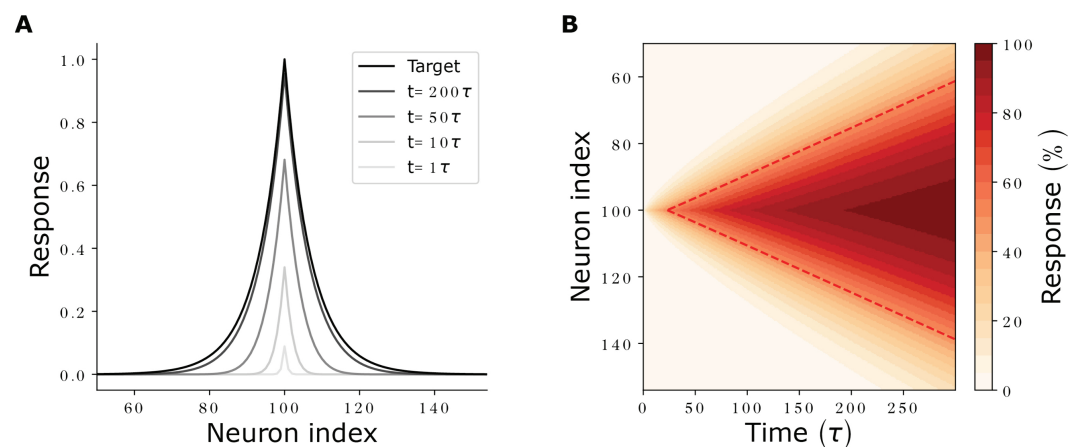 A
Response
1.0
0.8
0.6
0.4
0.2
0.0
60
80
100
120
140
Neuron index
Target
t= 200τ
t= 50τ
t= 10τ
t= 1τ
B
Neuron index
60
80
100
120
140
0
50
100
150
200
250
Time (τ)
100
80
60
40
20
0
Response (%)